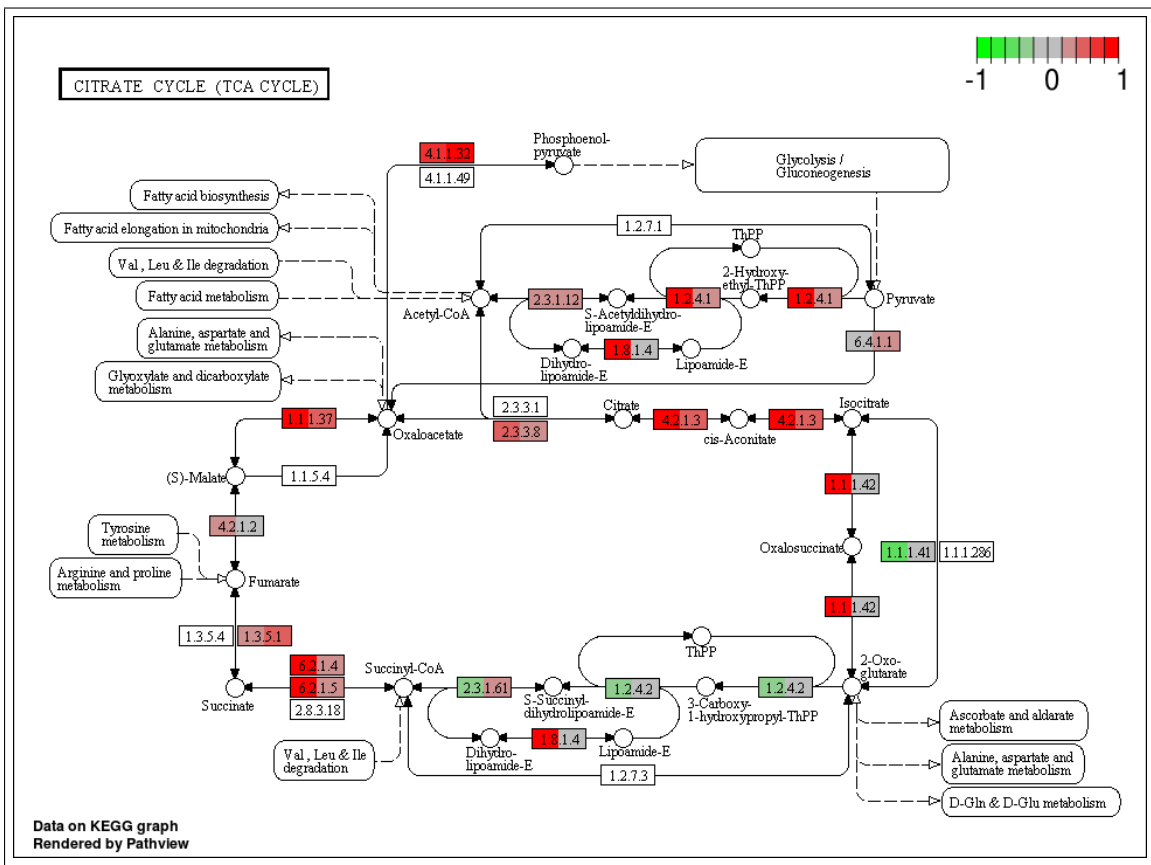 -1
0
1
CITRATE CYCLE (TCA CYCLE)
Phosphoenol-
pyruvate
4.1.1.32
4.1.1.49
Glycolysis /
Gluconeogenesis
Fatty acid biosynthesis
Fatty acid elongation in mitochondria
Val, Leu & Ile degradation
Fatty acid metabolism
Alanine, aspartate and
glutamate metabolism
Glyoxylate and dicarboxylate
metabolism
1.2.7.1
ThPP
2-Hydroxy-
ethyl-ThPP
Acetyl-CoA
2.3.1.12
S-Acetyldihydro-
lipoamide-E
1.2.4.1
1.2.4.1
Pyruvate
Dihydro-
lipoamide-E
1.8.1.4
Lipoamide-E
6.4.1.1
1.1.1.37
Oxaloacetate
2.3.3.1
2.3.3.8
Citrate
4.2.1.3
cis-Aconitate
4.2.1.3
Isocitrate
(S)-Malate
1.1.5.4
1.1.1.42
4.2.1.2
Oxalosuccinate
1.1.1.41
1.1.1.286
Tyrosine
metabolism
Arginine and proline
metabolism
Fumarate
1.1.1.42
1.3.5.4
1.3.5.1
ThPP
6.2.1.4
6.2.1.5
2.8.3.18
Succinate
Succinyl-CoA
2.3.1.61
S-Succinyl-
dihydrolipoamide-E
1.2.4.2
3-Carboxy-
1-hydroxypropyl-ThPP
1.2.4.2
2-Oxo-
glutarate
Dihydro-
lipoamide-E
1.8.1.4
Lipoamide-E
1.2.7.3
Val, Leu & Ile
degradation
Ascorbate and aldarate
metabolism
Alanine, aspartate and
glutamate metabolism
D-Gln & D-Glu metabolism
Data on KEGG graph
Rendered by Pathview